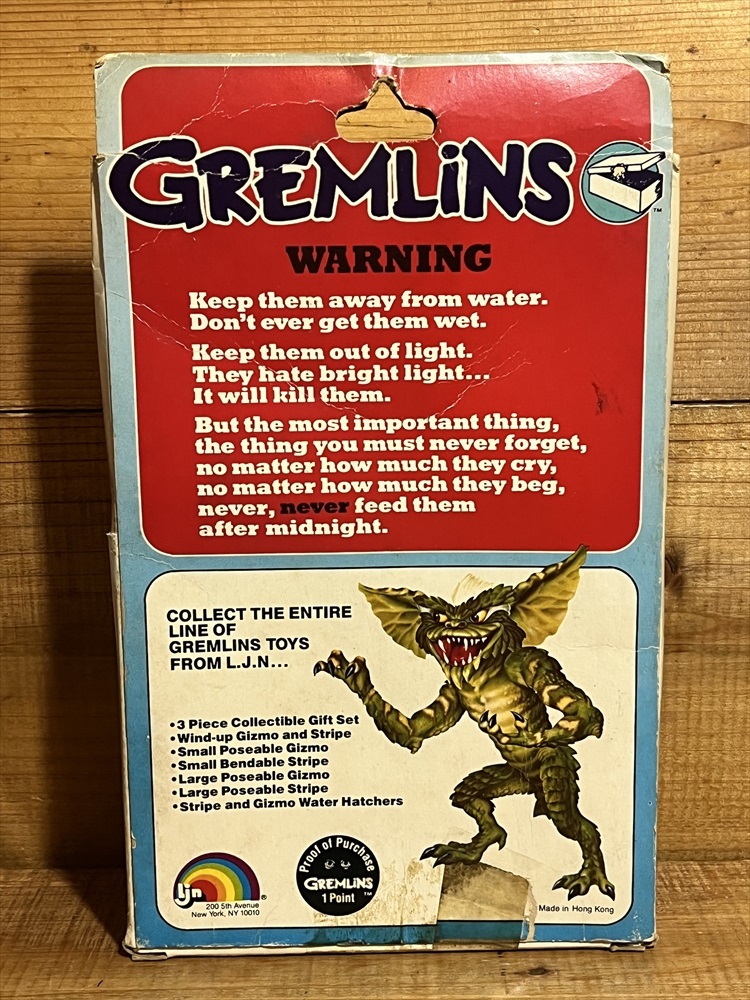 GREMLiNS
TM
WARNING
Keep them away from water.
Don't ever get them wet.
Keep them out of light.
They hate bright light...
It will kill them.
But the most important thing,
the thing you must never forget,
no matter how much they cry,
no matter how much they beg,
never, never feed them
after midnight.
COLLECT THE ENTIRE
LINE OF
GREMLINS TOYS
FROM L.J.N...
•3 Piece Collectible Gift Set
•Wind-up Gizmo and Stripe
•Small Poseable Gizmo
•Small Bendable Stripe
•Large Poseable Gizmo
•Large Poseable Stripe
•Stripe and Gizmo Water Hatchers
Ljn ®
200 5th Avenue
New York, NY 10010
Proof of Purchase
GREMLiNS
TM
1 Point
Made in Hong Kong